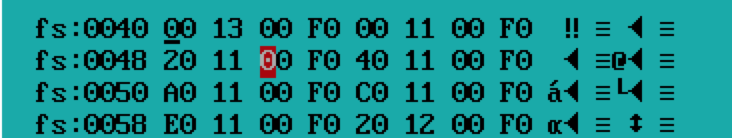 fs:0040 00 13 00 F0 00 11 00 F0 ‼ ≡ ◄ ≡
fs:0048 20 11 00 F0 40 11 00 F0 ◄ ≡@◄ ≡
fs:0050 A0 11 00 F0 C0 11 00 F0 á◄ ≡└◄ ≡
fs:0058 E0 11 00 F0 20 12 00 F0 α◄ ≡ ↕ ≡